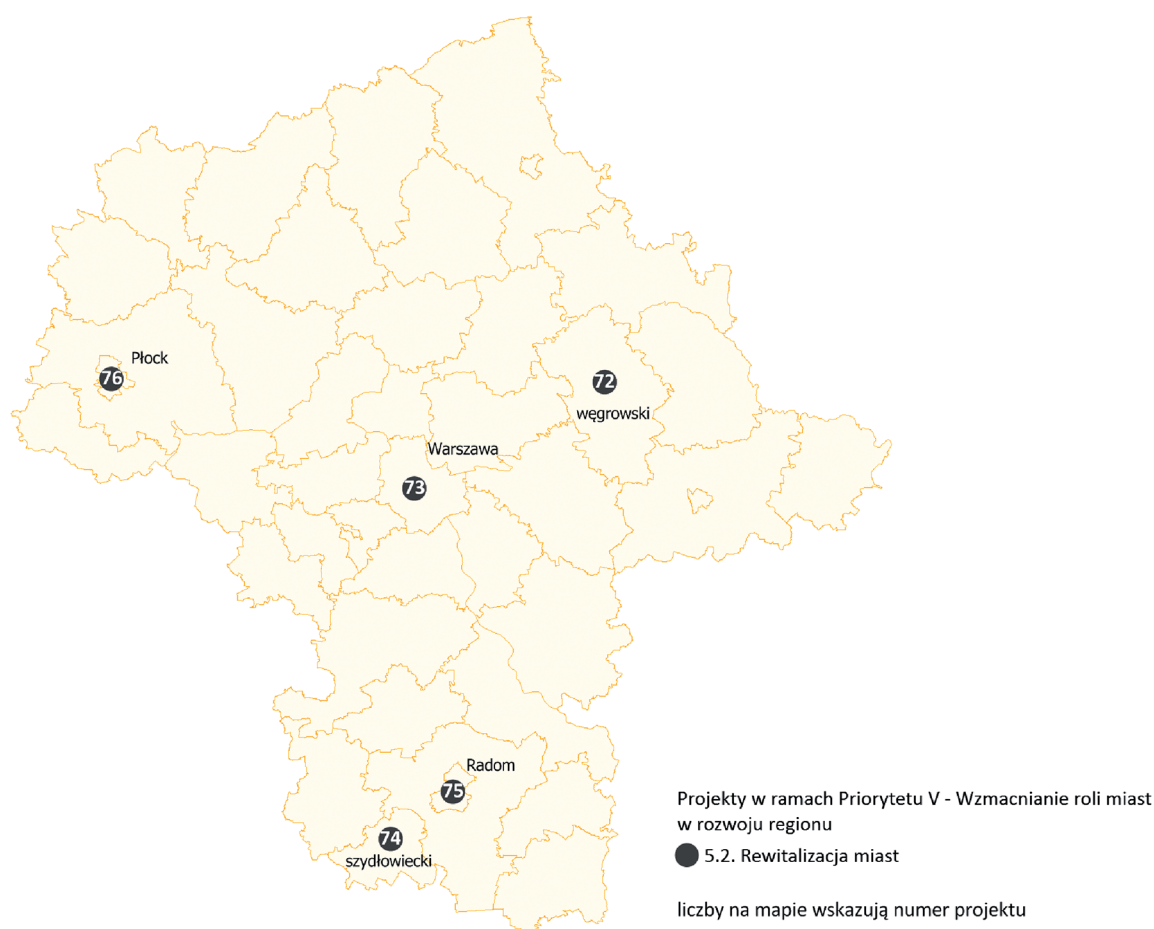 76
Płock
72
węgrowski
Warszawa
73
Radom
75
74
szydłowiecki
Projekty w ramach Priorytetu V - Wzmacnianie roli miast
w rozwoju regionu
5.2. Rewitalizacja miast
liczby na mapie wskazują numer projektu